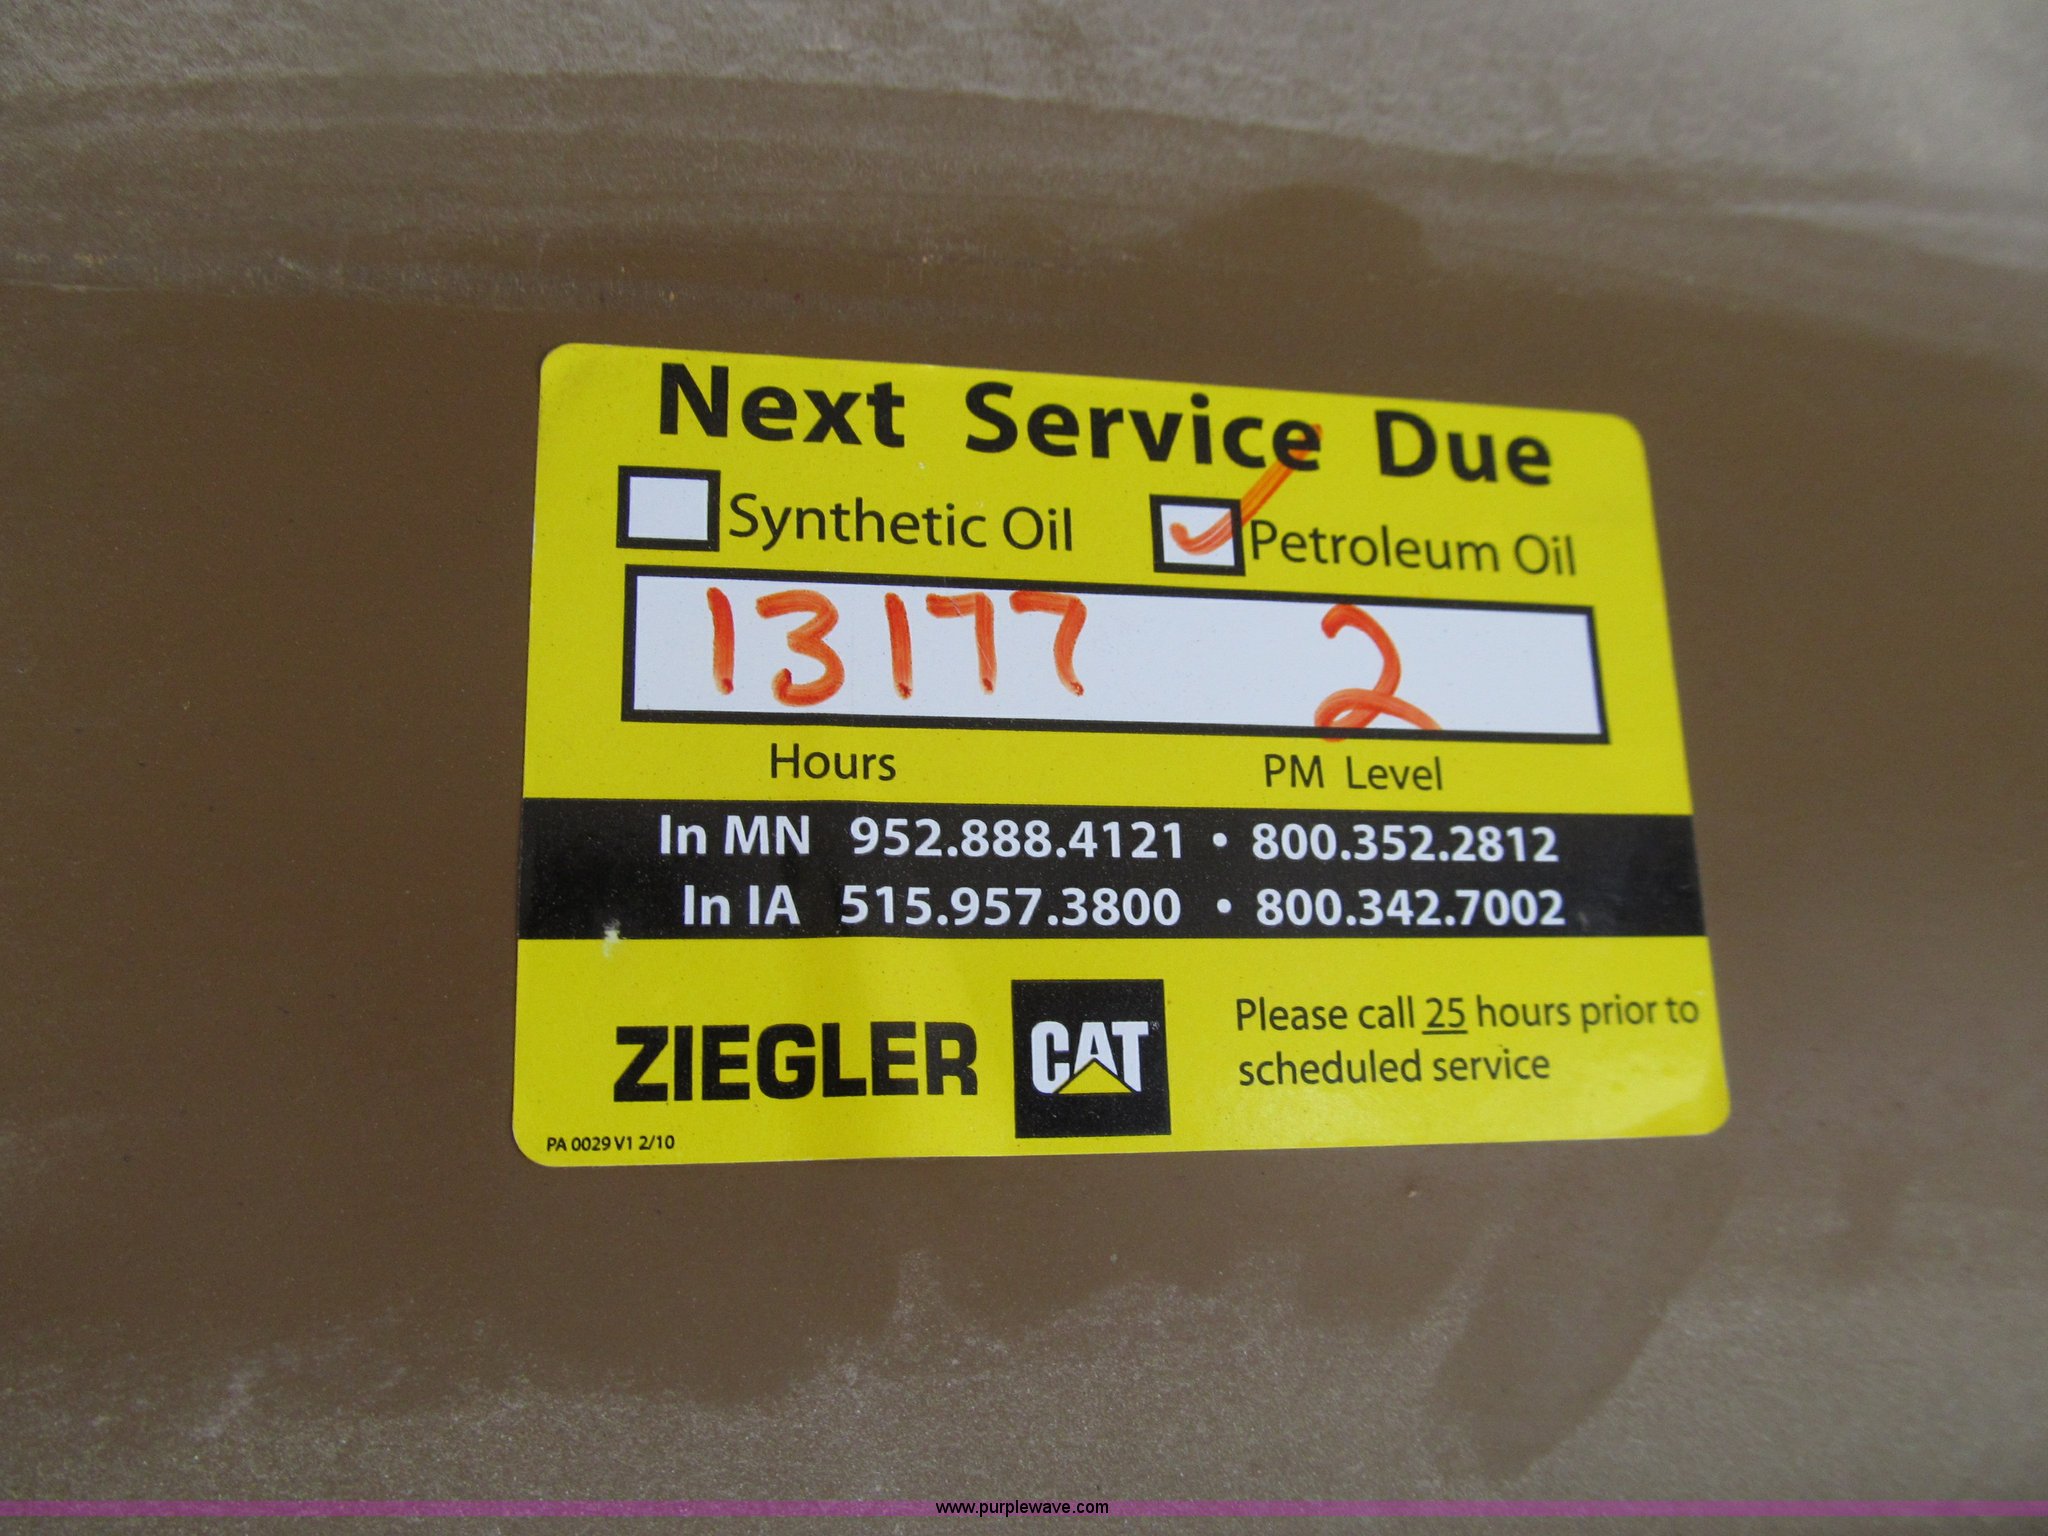 Next Service Due
Synthetic Oil Petroleum Oil
13177 2
Hours PM Level
In MN 952.888.4121 • 800.352.2812
In IA 515.957.3800 • 800.342.7002
ZIEGLER CAT® Please call 25 hours prior to
scheduled service
PA 0029 V1 2/10
www.purplewave.com